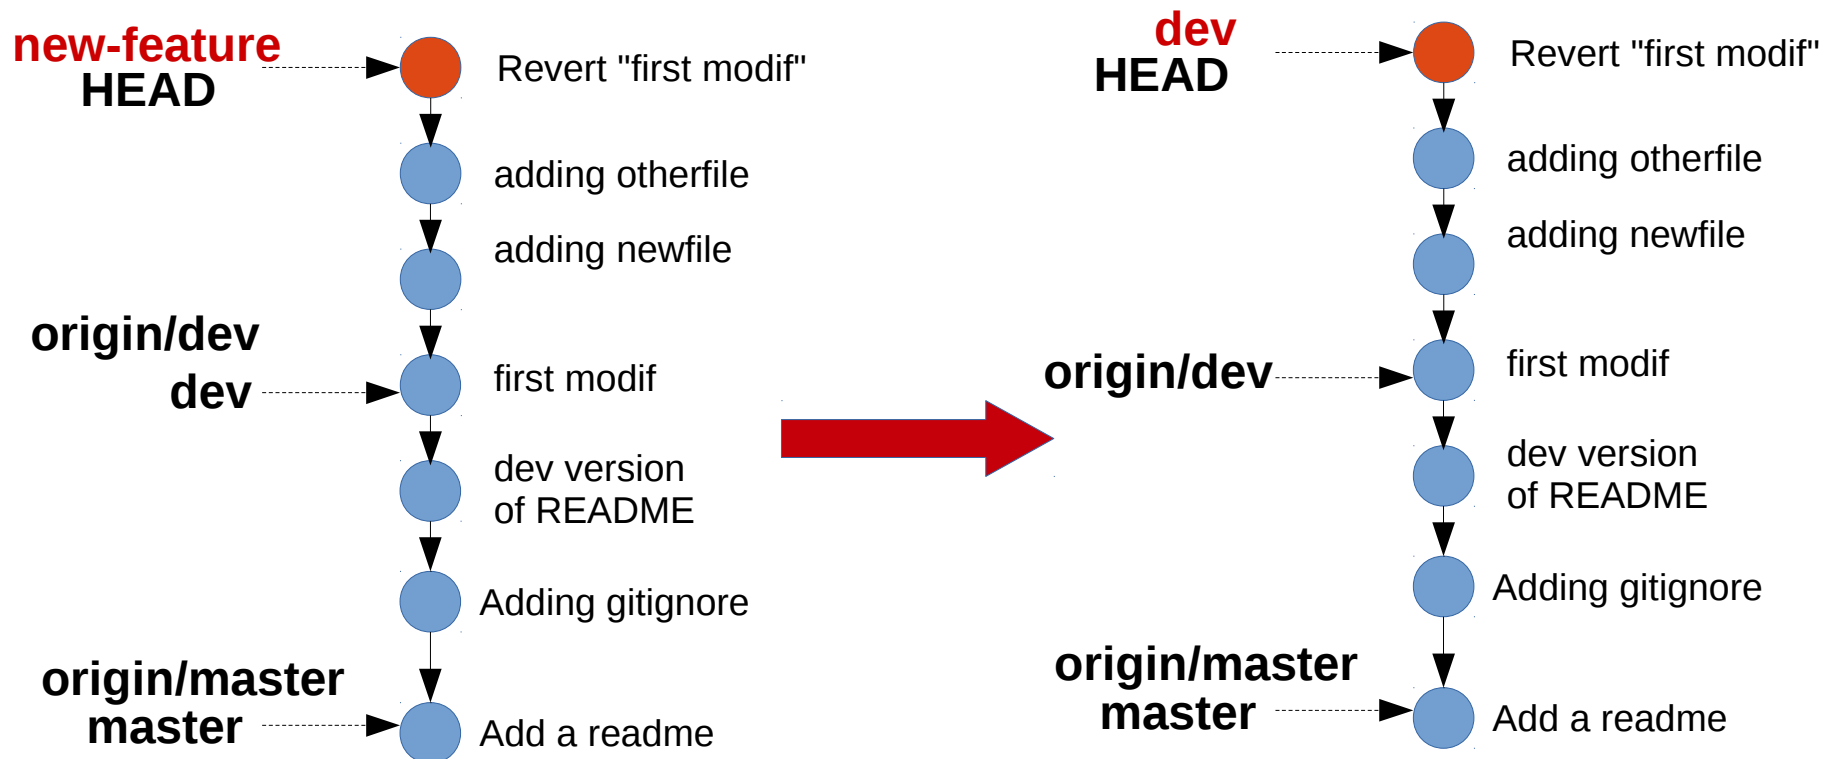 new-feature
HEAD
Revert "first modif"
adding otherfile
adding newfile
origin/dev
dev
first modif
dev version
of README
Adding gitignore
origin/master
master
Add a readme
dev
HEAD
Revert "first modif"
adding otherfile
adding newfile
origin/dev
first modif
dev version
of README
Adding gitignore
origin/master
master
Add a readme